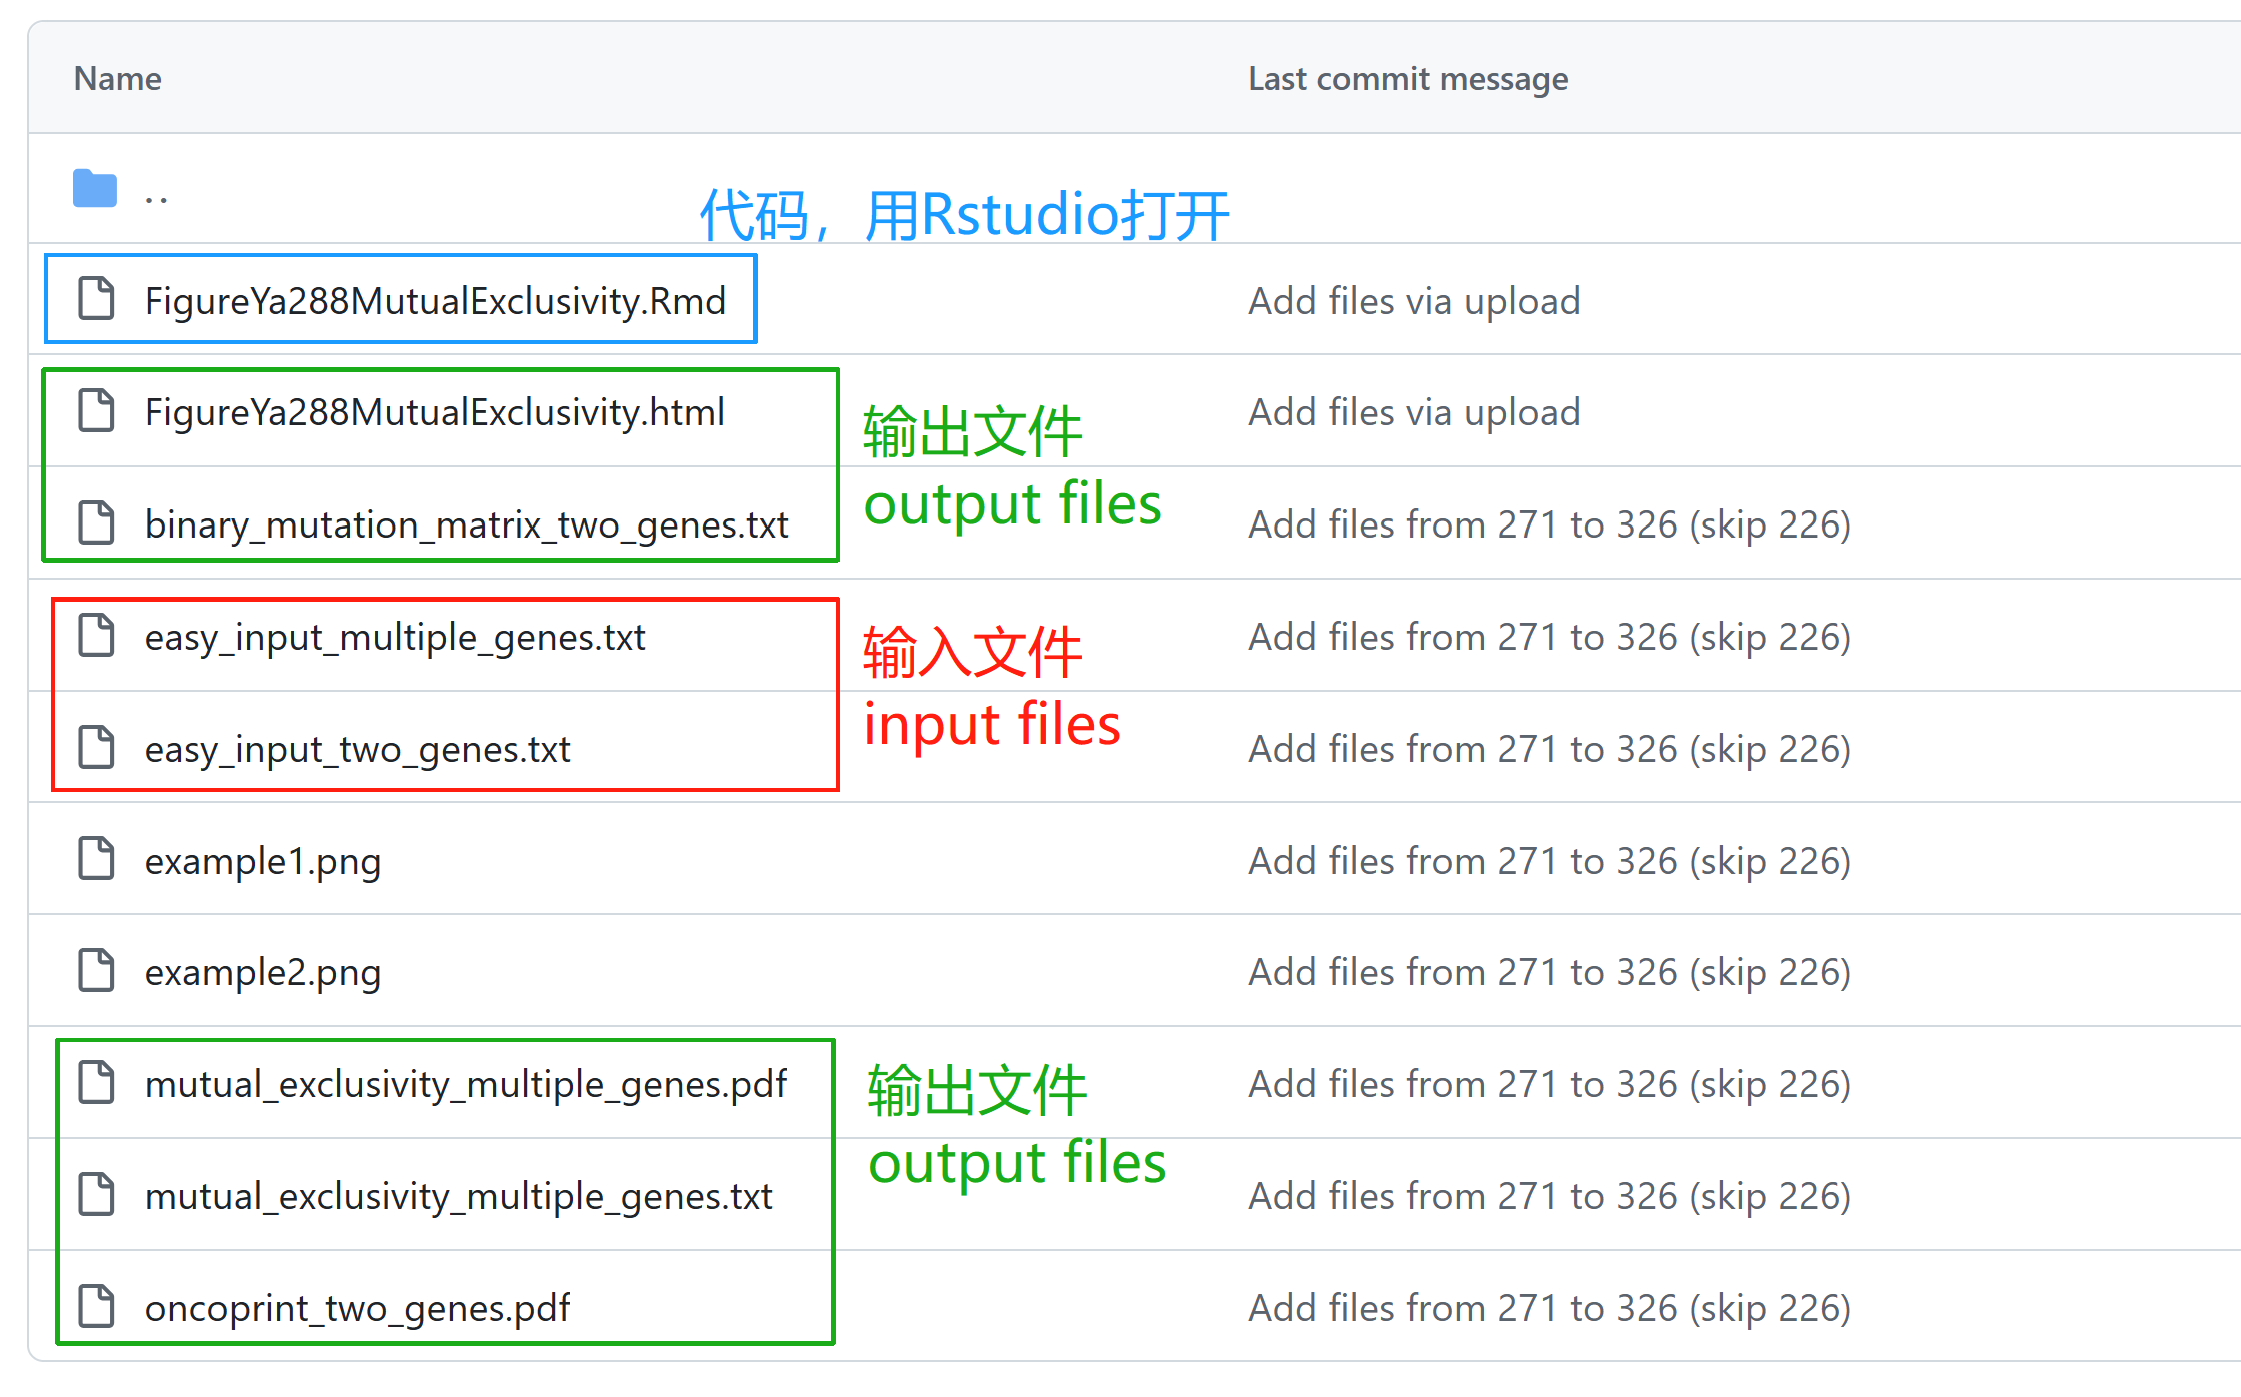 Name Last commit message
..
代码，用Rstudio打开
FigureYa288MutualExclusivity.Rmd Add files via upload
FigureYa288MutualExclusivity.html Add files via upload
输出文件
output files
binary_mutation_matrix_two_genes.txt Add files from 271 to 326 (skip 226)
easy_input_multiple_genes.txt Add files from 271 to 326 (skip 226)
输入文件
input files
easy_input_two_genes.txt Add files from 271 to 326 (skip 226)
example1.png Add files from 271 to 326 (skip 226)
example2.png Add files from 271 to 326 (skip 226)
mutual_exclusivity_multiple_genes.pdf Add files from 271 to 326 (skip 226)
输出文件
output files
mutual_exclusivity_multiple_genes.txt Add files from 271 to 326 (skip 226)
oncoprint_two_genes.pdf Add files from 271 to 326 (skip 226)